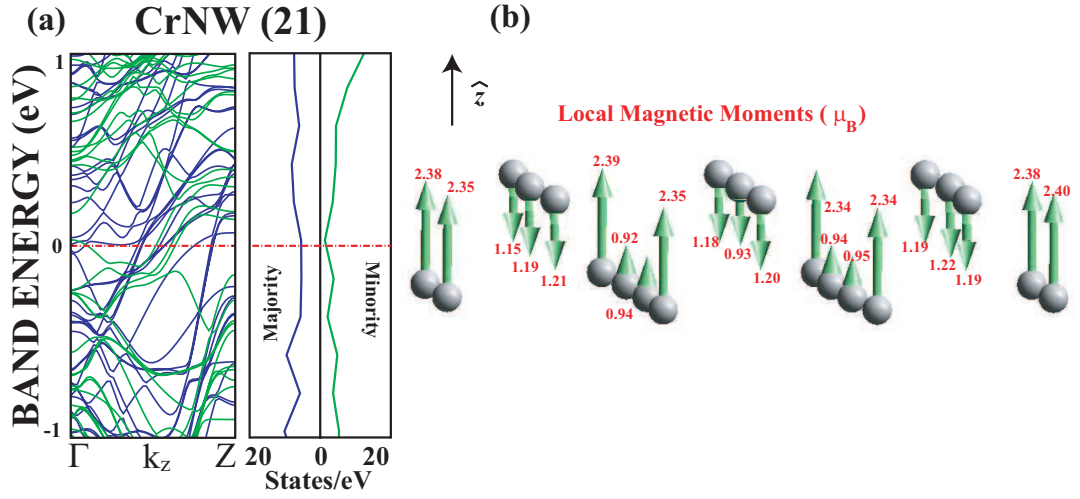 (a)
CrNW (21)
BAND ENERGY (eV)
1
0
-1
Γ
k_z
Z
Majority
Minority
20
0
20
States/eV
(b)
ẑ
Local Magnetic Moments ( μ_B )
2.38
2.35
1.15
1.19
1.21
2.39
0.92
0.94
2.35
1.18
0.93
1.20
2.34
0.94
0.95
2.34
1.19
1.22
1.19
2.38
2.40